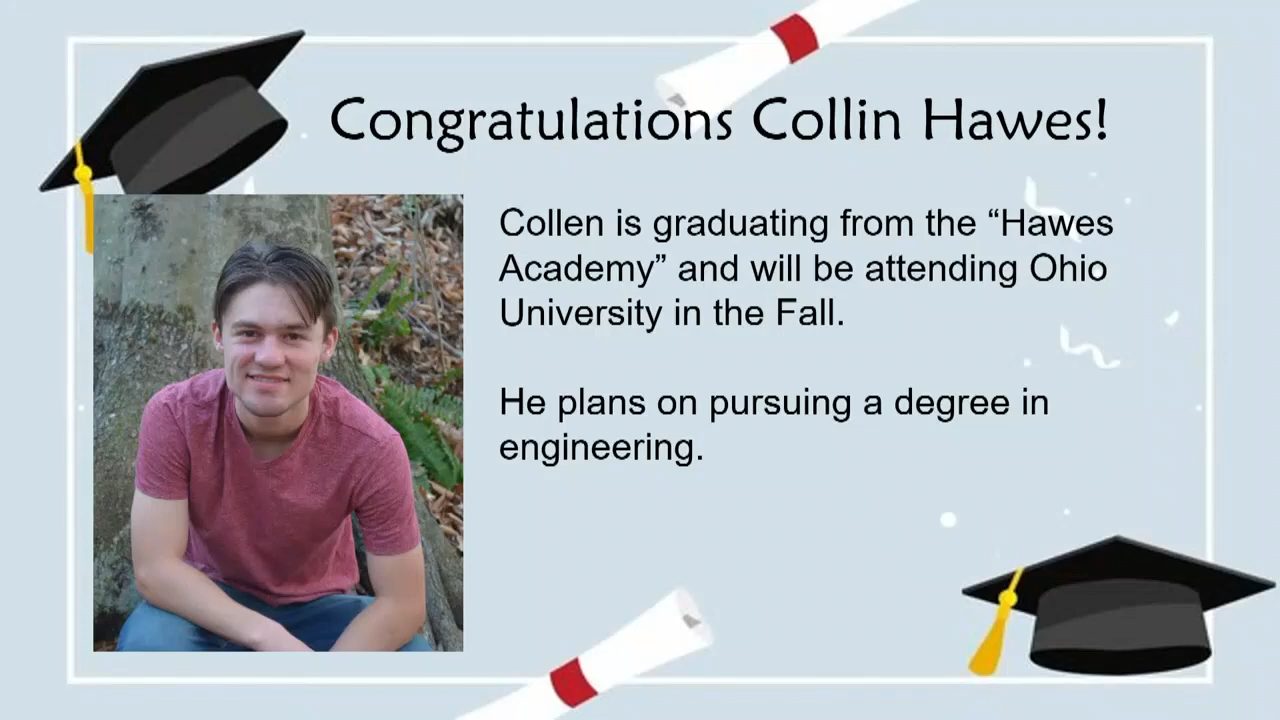 Congratulations Collin Hawes!
Collen is graduating from the “Hawes
Academy” and will be attending Ohio
University in the Fall.
He plans on pursuing a degree in
engineering.